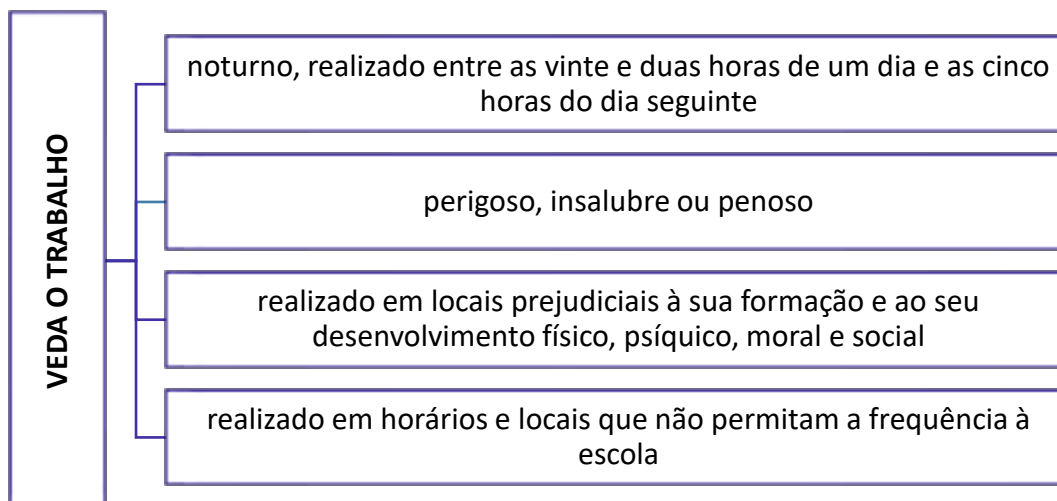 VEDA O TRABALHO
noturno, realizado entre as vinte e duas horas de um dia e as cinco
horas do dia seguinte
perigoso, insalubre ou penoso
realizado em locais prejudiciais à sua formação e ao seu
desenvolvimento físico, psíquico, moral e social
realizado em horários e locais que não permitam a frequência à
escola